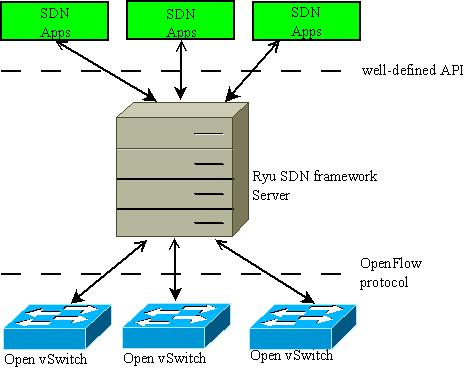 SDN Apps
SDN Apps
SDN Apps
well-defined API
Ryu SDN framework
Server
OpenFlow
protocol
Open vSwitch
Open vSwitch
Open vSwitch